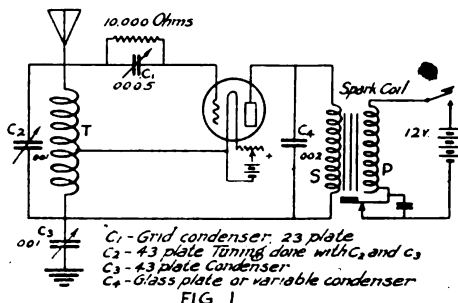 10,000 Ohms
C₁
.0005
Spark Coil
C₂
.001
T
+
C₄
.002
S
P
12v.
C₃
.001
C₁ - Grid condenser 23 plate
C₂ - 43 plate Tuning done with C₂ and C₃
C₃ - 43 plate Condenser
C₄ - Glass plate or variable condenser
FIG. 1